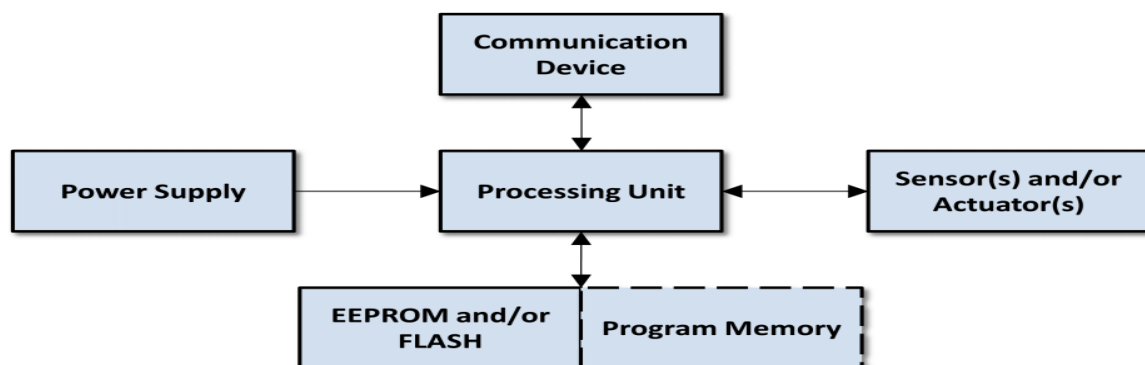 Communication
Device
Power Supply
Processing Unit
Sensor(s) and/or
Actuator(s)
EEPROM and/or
FLASH
Program Memory